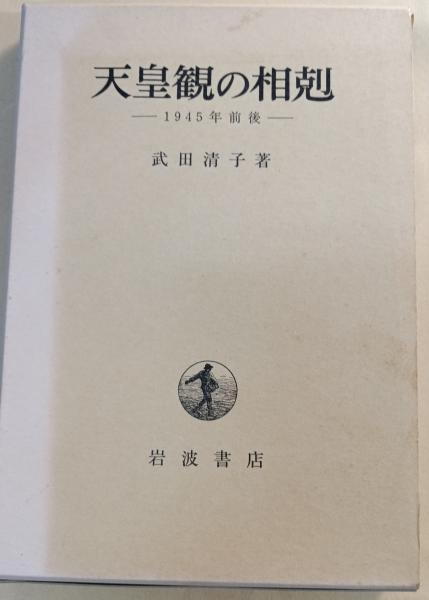 天皇観の相剋
—1945年前後—
武田清子著
岩波書店